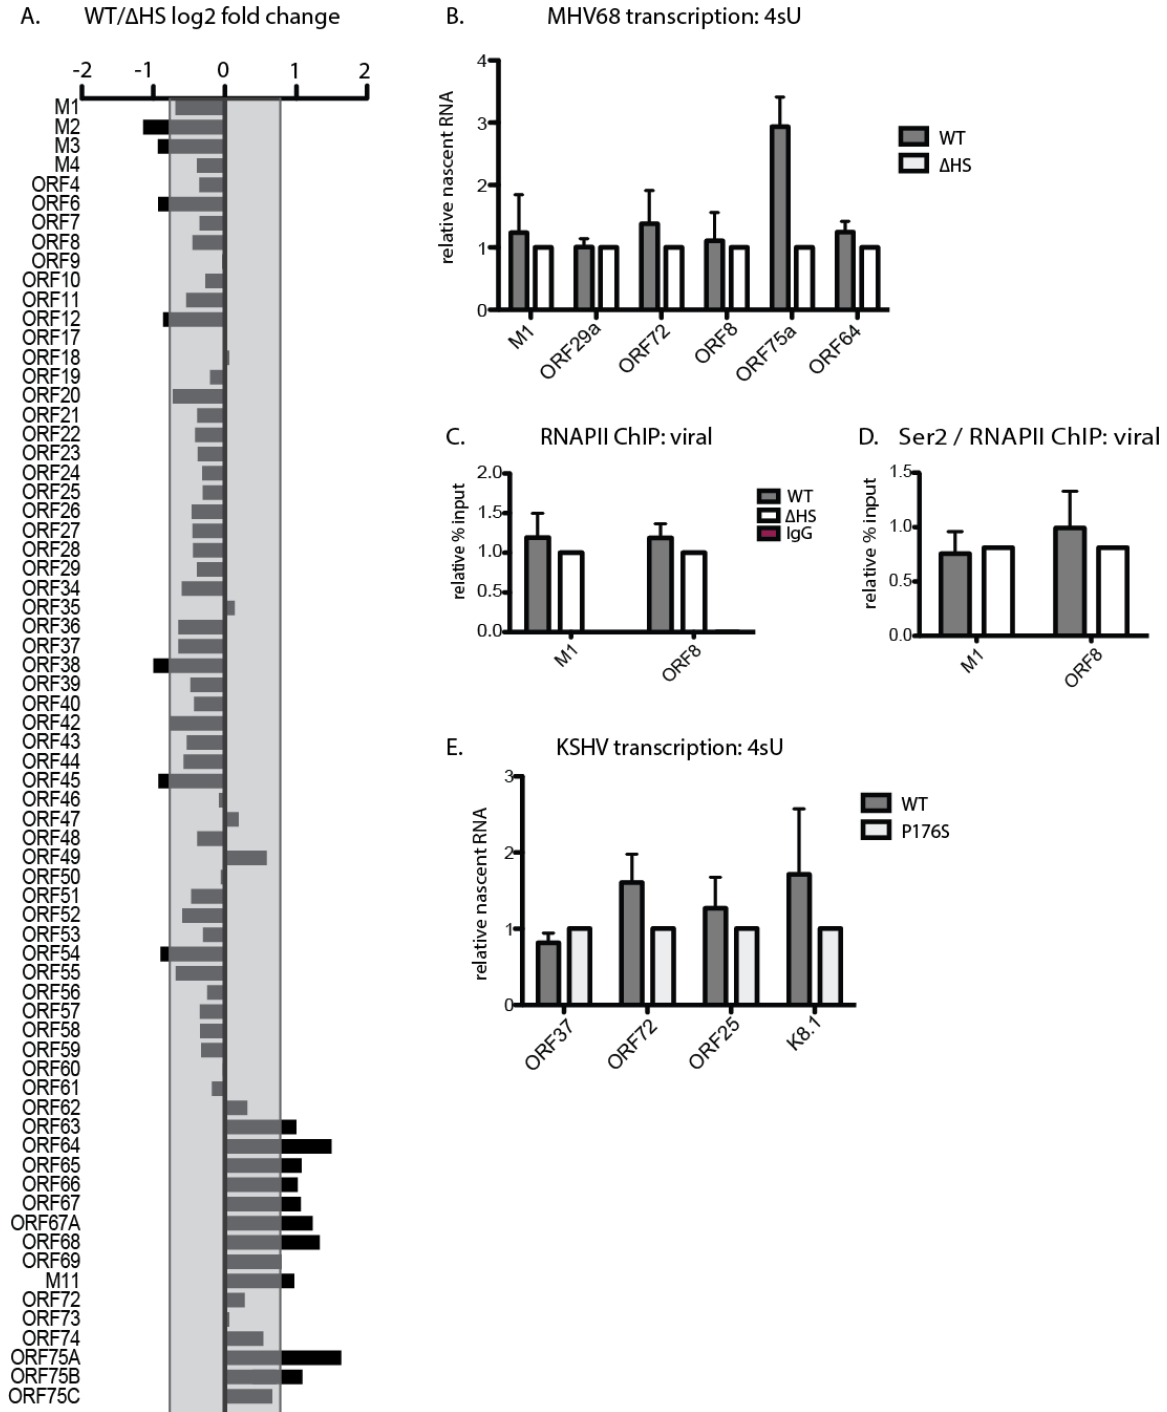 A. WT/ΔHS log2 fold change
-2 -1 0 1 2
M1
M2
M3
M4
ORF4
ORF6
ORF7
ORF8
ORF9
ORF10
ORF11
ORF12
ORF17
ORF18
ORF19
ORF20
ORF21
ORF22
ORF23
ORF24
ORF25
ORF26
ORF27
ORF28
ORF29
ORF34
ORF35
ORF36
ORF37
ORF38
ORF39
ORF40
ORF42
ORF43
ORF44
ORF45
ORF46
ORF47
ORF48
ORF49
ORF50
ORF51
ORF52
ORF53
ORF54
ORF55
ORF56
ORF57
ORF58
ORF59
ORF60
ORF61
ORF62
ORF63
ORF64
ORF65
ORF66
ORF67
ORF67A
ORF68
ORF69
M11
ORF72
ORF73
ORF74
ORF75A
ORF75B
ORF75C
B. MHV68 transcription: 4sU
relative nascent RNA
4
3
2
1
0
M1 ORF29a ORF72 ORF8 ORF75a ORF64
WT
ΔHS
C. RNAPII ChIP: viral
relative % input
2.0
1.5
1.0
0.5
0.0
M1 ORF8
WT
ΔHS
IgG
D. Ser2 / RNAPII ChIP: viral
relative % input
1.5
1.0
0.5
0.0
M1 ORF8
E. KSHV transcription: 4sU
relative nascent RNA
3
2
1
0
ORF37 ORF72 ORF25 K8.1
WT
P176S